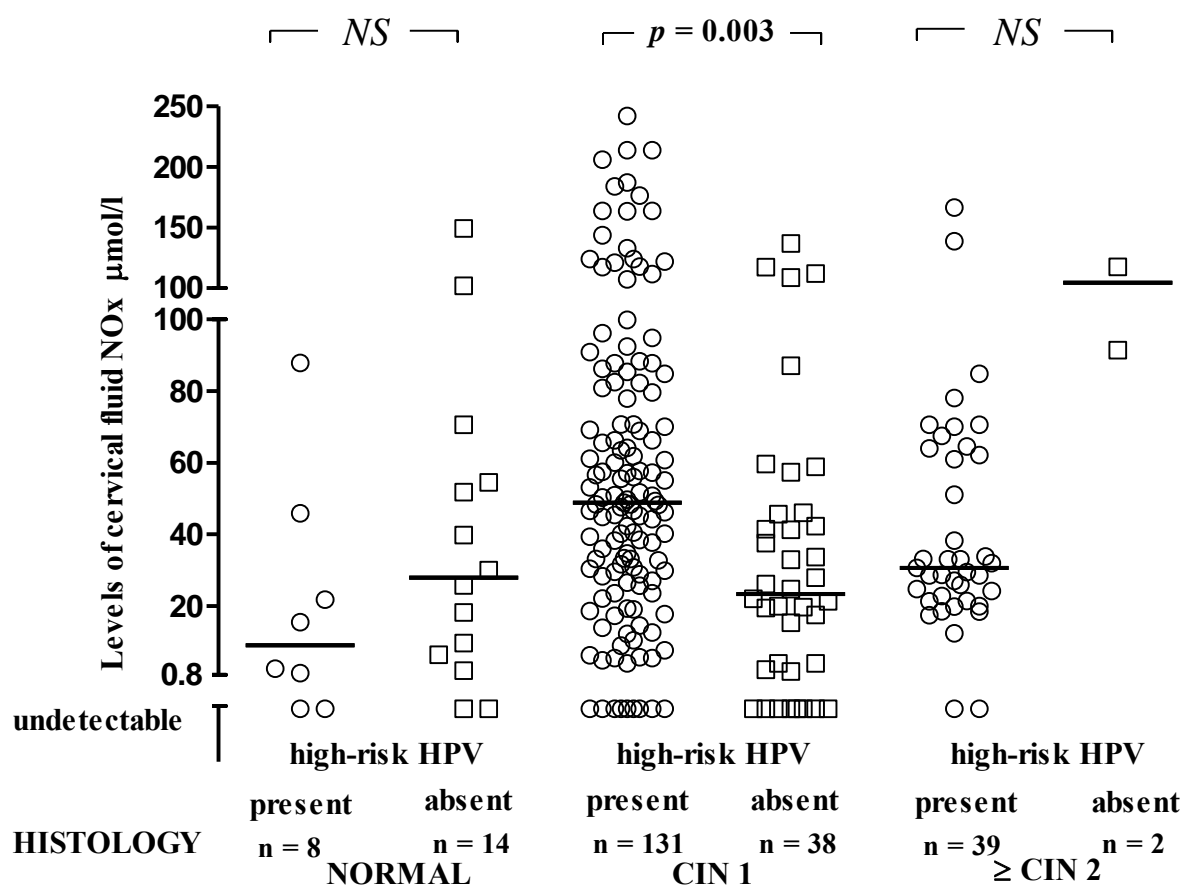 NS p = 0.003 NS
Levels of cervical fluid NOx µmol/l
250
200
150
100
100
80
60
40
20
0.8
undetectable
high-risk HPV high-risk HPV high-risk HPV
present absent present absent present absent
HISTOLOGY n = 8 n = 14 n = 131 n = 38 n = 39 n = 2
NORMAL CIN 1 ≥ CIN 2